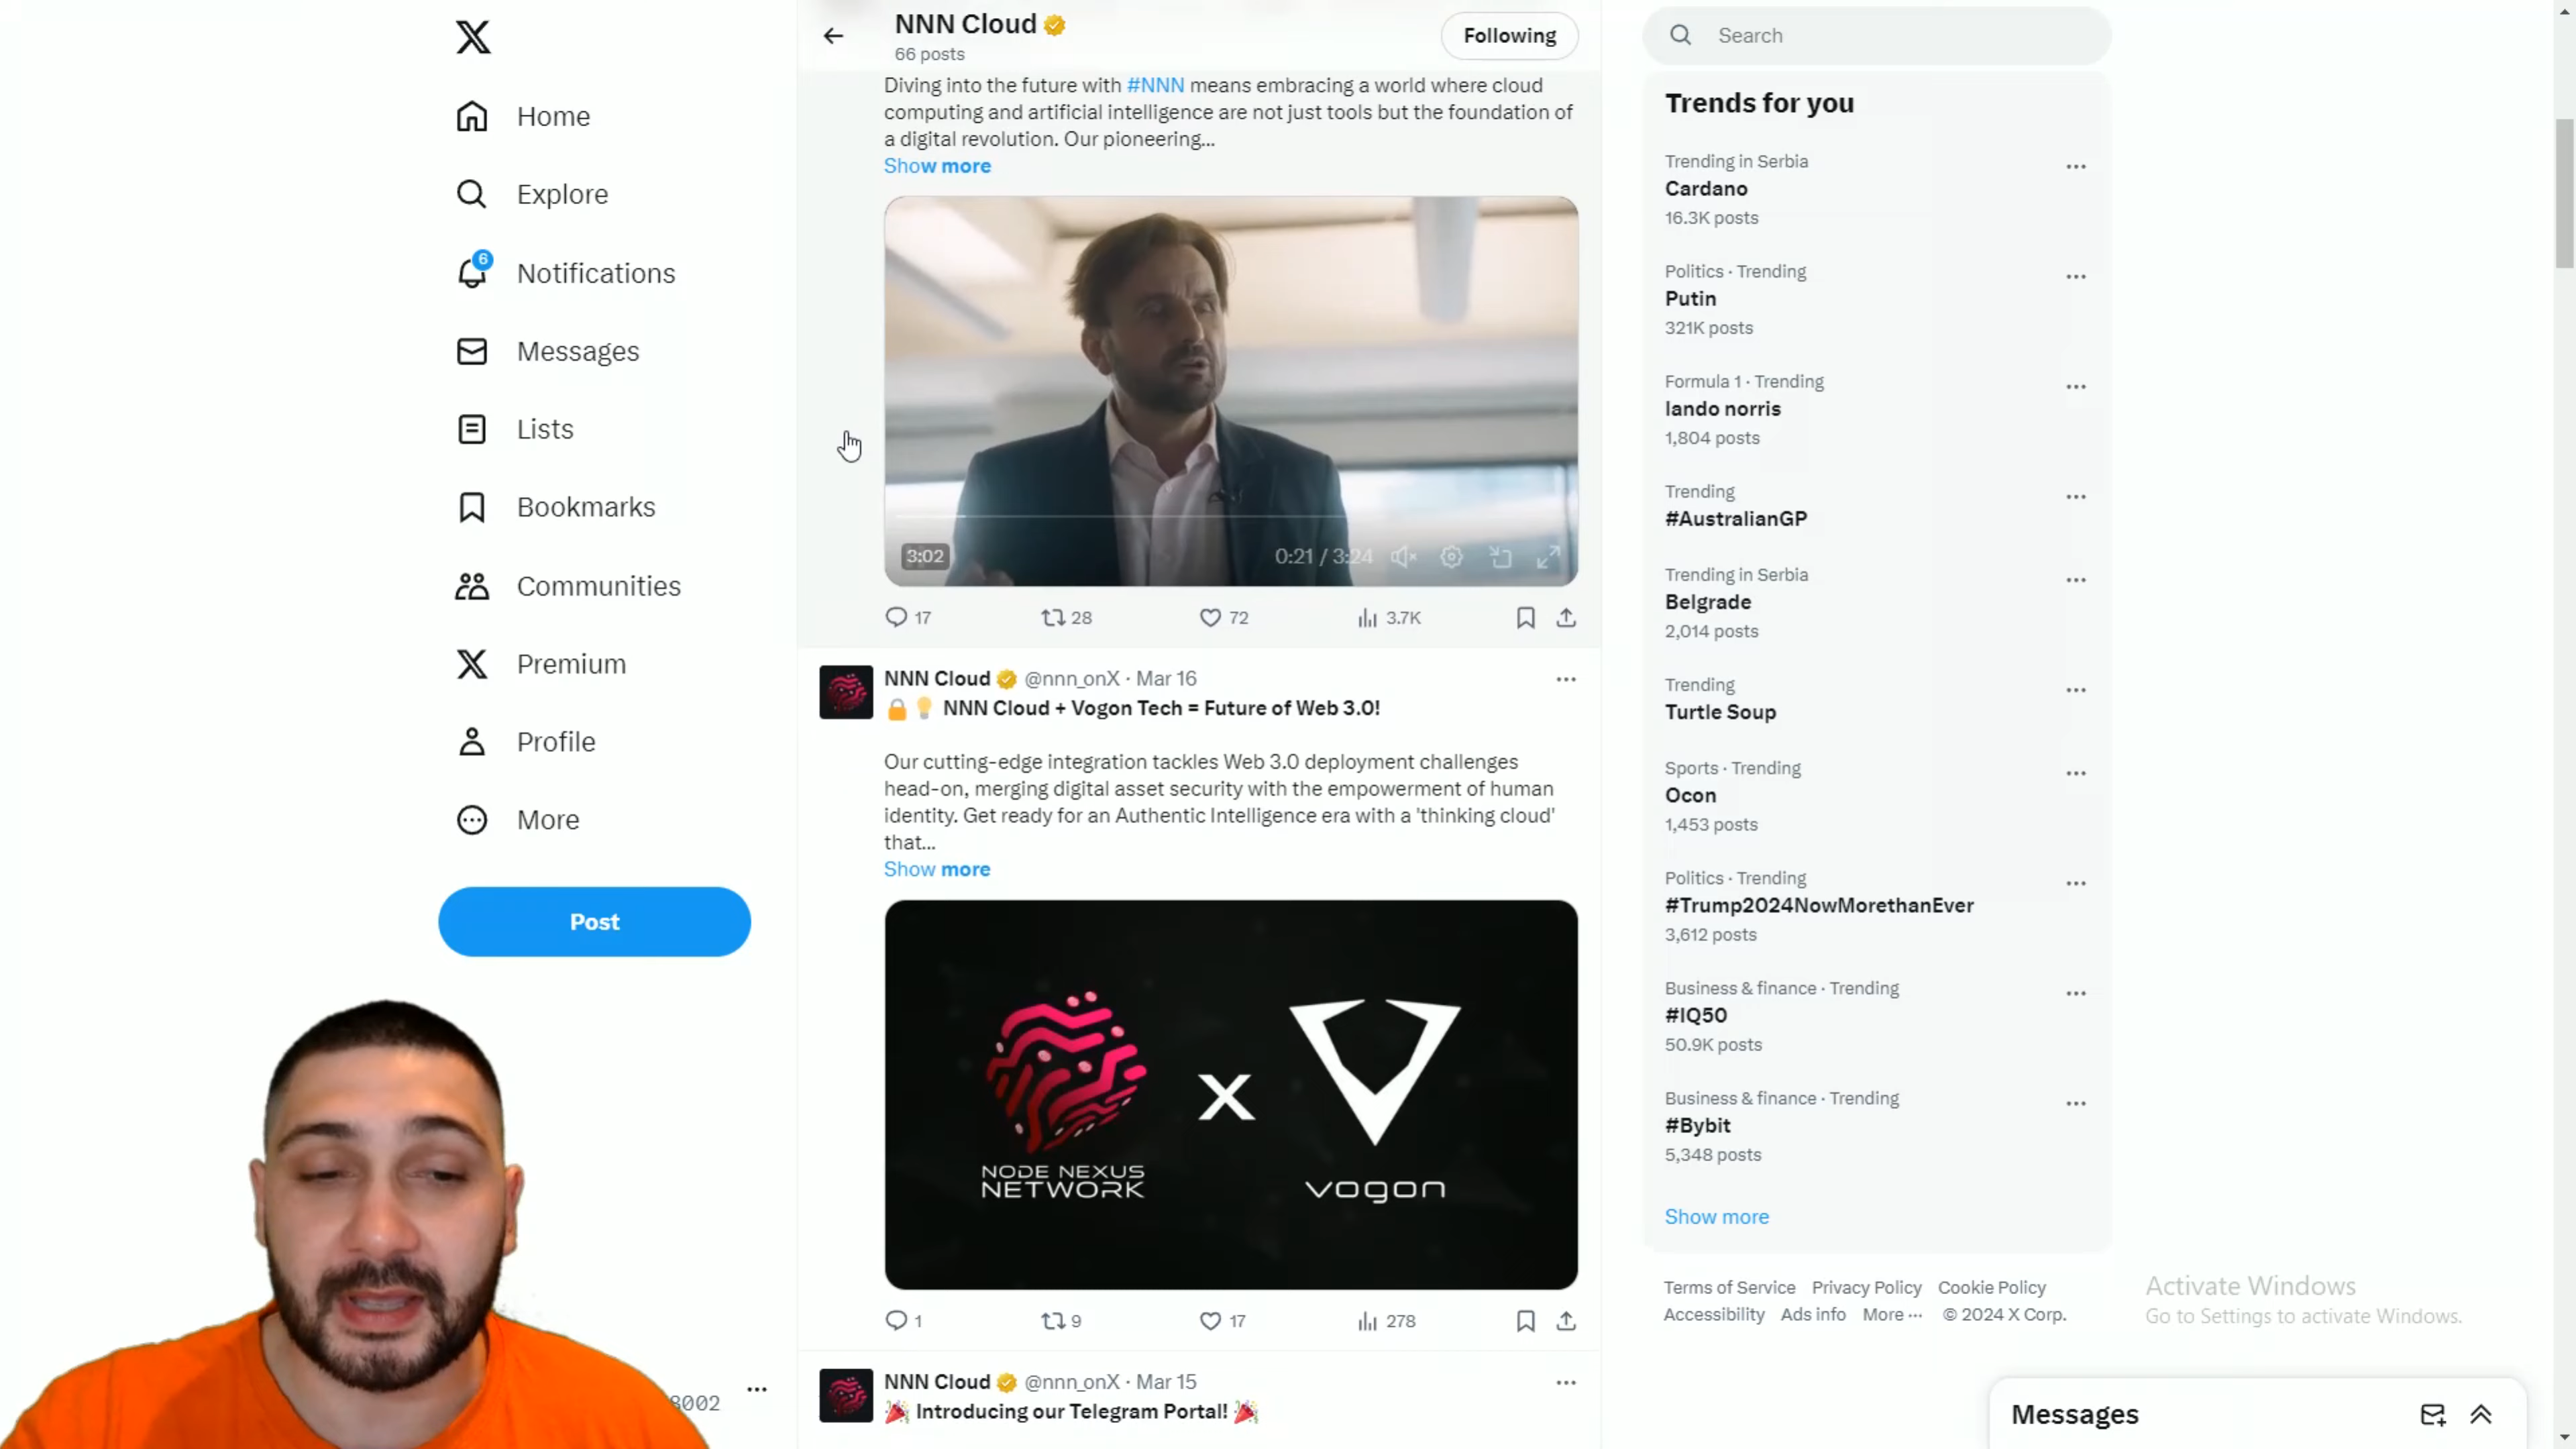 Home
Explore
6
Notifications
Messages
Lists
Bookmarks
Communities
Premium
Profile
More
Post
8002
NNN Cloud
66 posts
Following
Diving into the future with #NNN means embracing a world where cloud
computing and artificial intelligence are not just tools but the foundation of
a digital revolution. Our pioneering...
Show more
3:02
0:21 / 3:24
17
28
72
3.7K
NNN Cloud @nnn_onX · Mar 16
NNN Cloud + Vogon Tech = Future of Web 3.0!
Our cutting-edge integration tackles Web 3.0 deployment challenges
head-on, merging digital asset security with the empowerment of human
identity. Get ready for an Authentic Intelligence era with a 'thinking cloud'
that...
Show more
NODE NEXUS
NETWORK
X
vogon
1
9
17
278
NNN Cloud @nnn_onX · Mar 15
Introducing our Telegram Portal!
Search
Trends for you
Trending in Serbia
Cardano
16.3K posts
Politics · Trending
Putin
321K posts
Formula 1 · Trending
lando norris
1,804 posts
Trending
#AustralianGP
Trending in Serbia
Belgrade
2,014 posts
Trending
Turtle Soup
Sports · Trending
Ocon
1,453 posts
Politics · Trending
#Trump2024NowMorethanEver
3,612 posts
Business & finance · Trending
#IQ50
50.9K posts
Business & finance · Trending
#Bybit
5,348 posts
Show more
Terms of Service Privacy Policy Cookie Policy
Accessibility Ads info More ··· © 2024 X Corp.
Activate Windows
Go to Settings to activate Windows.
Messages